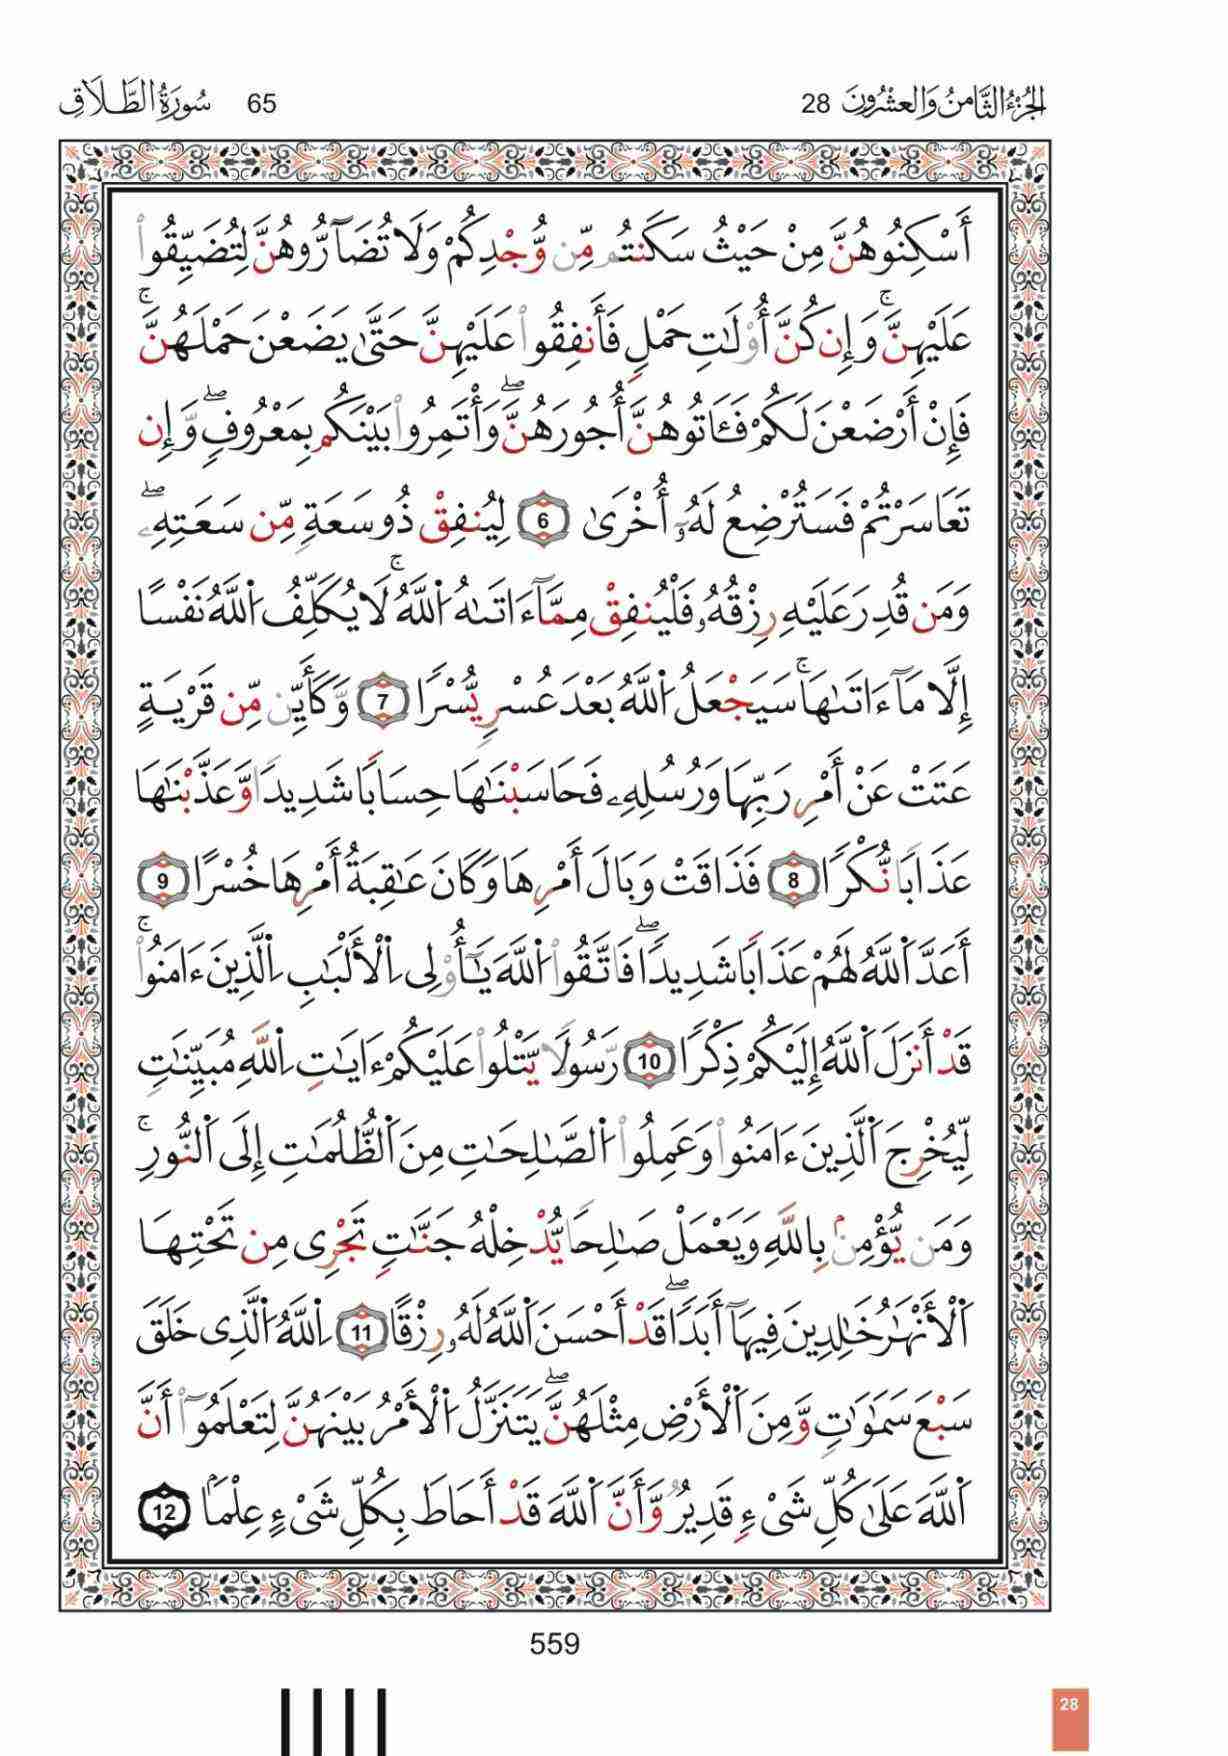 الجُزْءُ الثَّامِنُ وَالعِشْرُونَ 28
65 سُورَةُ الطَّلَاقِ
أَسْكِنُوهُنَّ مِنْ حَيْثُ سَكَنتُم مِّن وُّجْدِكُمْ وَلَا تُضَآرُّوهُنَّ لِتُضَيِّقُوا۟
عَلَيْهِنَّ ۚ وَإِن كُنَّ أُو۟لَٰتِ حَمْلٍ فَأَنفِقُوا۟ عَلَيْهِنَّ حَتَّىٰ يَضَعْنَ حَمْلَهُنَّ ۚ
فَإِنْ أَرْضَعْنَ لَكُمْ فَـَٔاتُوهُنَّ أُجُورَهُنَّ ۖ وَأْتَمِرُوا۟ بَيْنَكُم بِمَعْرُوفٍ ۖ وَإِن
تَعَاسَرْتُمْ فَسَتُرْضِعُ لَهُۥٓ أُخْرَىٰ 6 لِيُنفِقْ ذُو سَعَةٍ مِّن سَعَتِهِۦ ۖ
وَمَن قُدِرَ عَلَيْهِ رِزْقُهُۥ فَلْيُنفِقْ مِمَّآ ءَاتَىٰهُ ٱللَّهُ ۚ لَا يُكَلِّفُ ٱللَّهُ نَفْسًا
إِلَّا مَآ ءَاتَىٰهَا ۚ سَيَجْعَلُ ٱللَّهُ بَعْدَ عُسْرٍ يُسْرًا 7 وَكَأَيِّن مِّن قَرْيَةٍ
عَتَتْ عَنْ أَمْرِ رَبِّهَا وَرُسُلِهِۦ فَحَاسَبْنَٰهَا حِسَابًا شَدِيدًا وَعَذَّبْنَٰهَا
عَذَابًا نُّكْرًا 8 فَذَاقَتْ وَبَالَ أَمْرِهَا وَكَانَ عَٰقِبَةُ أَمْرِهَا خُسْرًا 9
أَعَدَّ ٱللَّهُ لَهُمْ عَذَابًا شَدِيدًا ۖ فَٱتَّقُوا۟ ٱللَّهَ يَٰٓأُو۟لِى ٱلْأَلْبَٰبِ ٱلَّذِينَ ءَامَنُوا۟ ۚ
قَدْ أَنزَلَ ٱللَّهُ إِلَيْكُمْ ذِكْرًا 10 رَّسُولًا يَتْلُوا۟ عَلَيْكُمْ ءَايَٰتِ ٱللَّهِ مُبَيِّنَٰتٍ
لِّيُخْرِجَ ٱلَّذِينَ ءَامَنُوا۟ وَعَمِلُوا۟ ٱلصَّٰلِحَٰتِ مِنَ ٱلظُّلُمَٰتِ إِلَى ٱلنُّورِ ۚ
وَمَن يُؤْمِنۢ بِٱللَّهِ وَيَعْمَلْ صَٰلِحًا يُدْخِلْهُ جَنَّٰتٍ تَجْرِى مِن تَحْتِهَا
ٱلْأَنْهَٰرُ خَٰلِدِينَ فِيهَآ أَبَدًا ۖ قَدْ أَحْسَنَ ٱللَّهُ لَهُۥ رِزْقًا 11 ٱللَّهُ ٱلَّذِى خَلَقَ
سَبْعَ سَمَٰوَٰتٍ وَمِنَ ٱلْأَرْضِ مِثْلَهُنَّ ۖ يَتَنَزَّلُ ٱلْأَمْرُ بَيْنَهُنَّ لِتَعْلَمُوٓا۟ أَنَّ
ٱللَّهَ عَلَىٰ كُلِّ شَىْءٍ قَدِيرٌ وَأَنَّ ٱللَّهَ قَدْ أَحَاطَ بِكُلِّ شَىْءٍ عِلْمًۢا 12
559
28